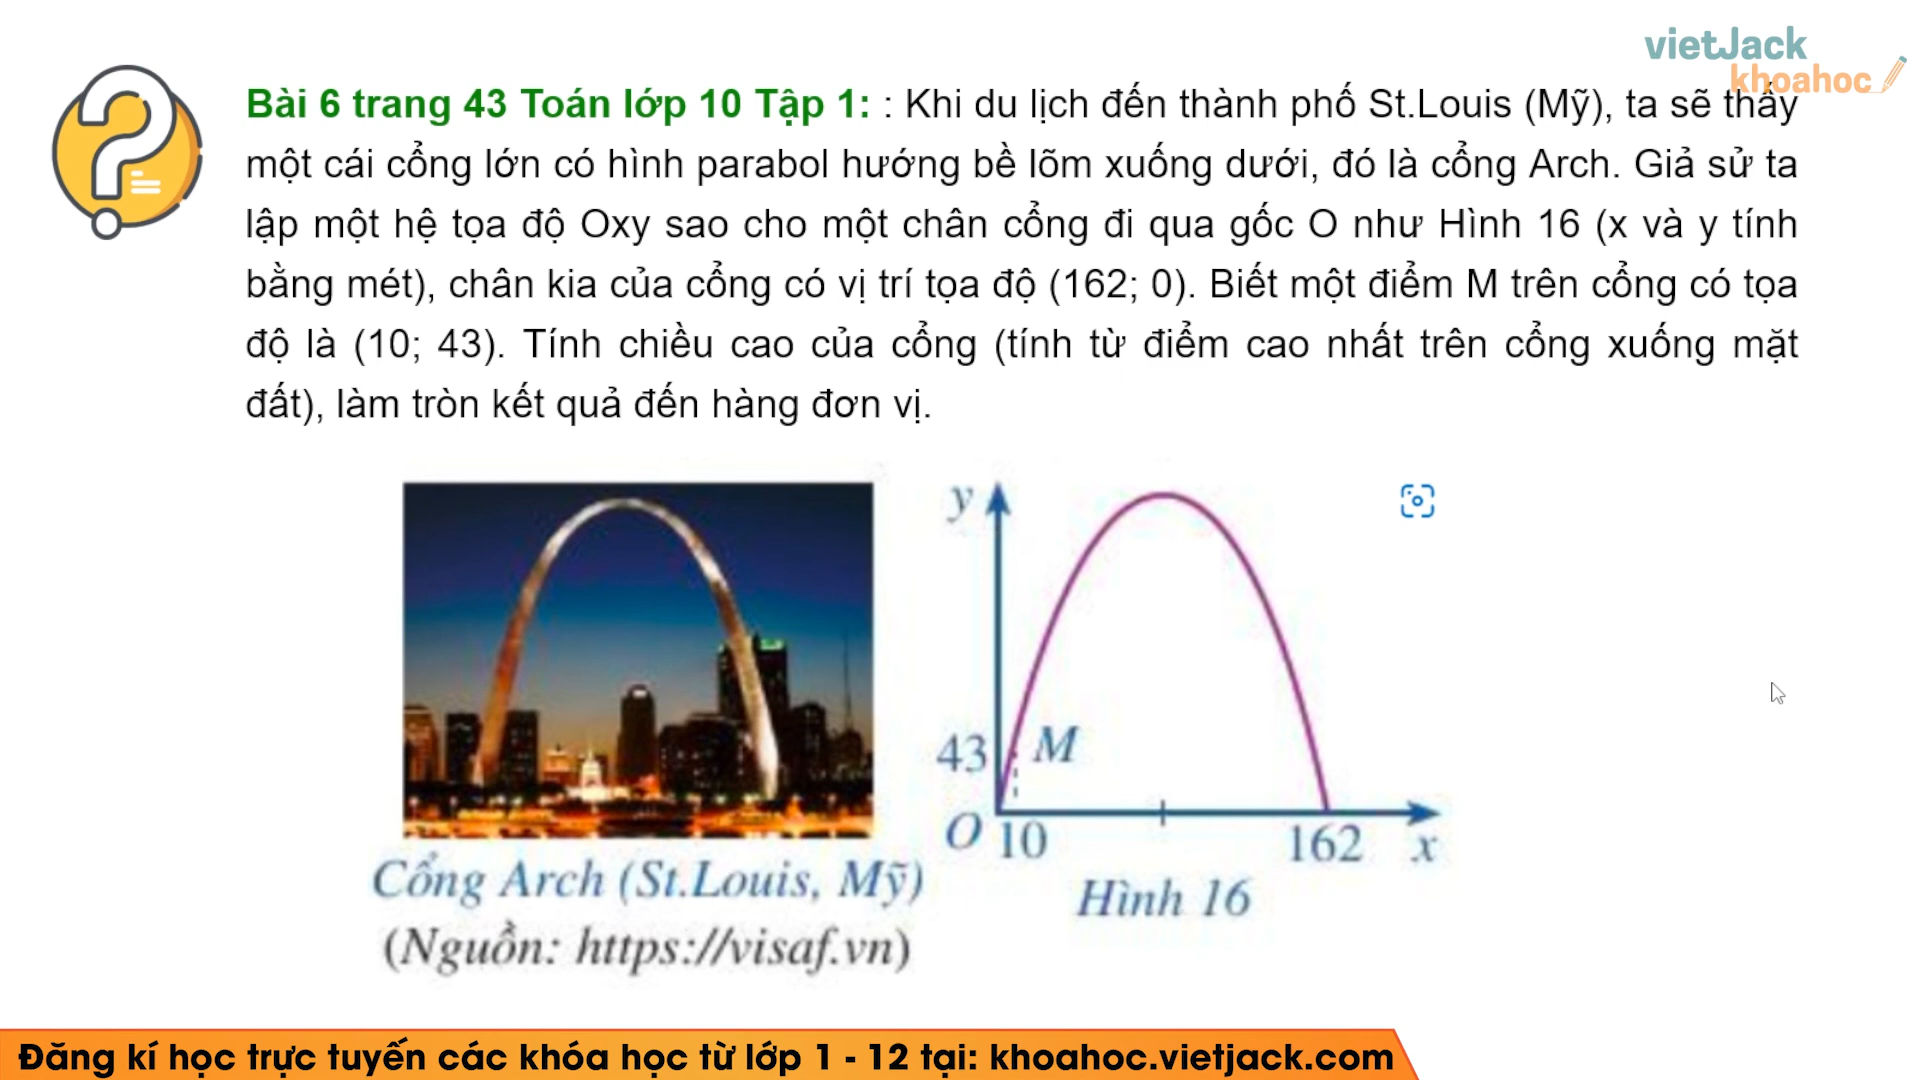 vietJack
khoahoc
Bài 6 trang 43 Toán lớp 10 Tập 1: : Khi du lịch đến thành phố St.Louis (Mỹ), ta sẽ thấy
một cái cổng lớn có hình parabol hướng bề lõm xuống dưới, đó là cổng Arch. Giả sử ta
lập một hệ tọa độ Oxy sao cho một chân cổng đi qua gốc O như Hình 16 (x và y tính
bằng mét), chân kia của cổng có vị trí tọa độ (162; 0). Biết một điểm M trên cổng có tọa
độ là (10; 43). Tính chiều cao của cổng (tính từ điểm cao nhất trên cổng xuống mặt
đất), làm tròn kết quả đến hàng đơn vị.
y
43
M
O
10
162
x
Cổng Arch (St.Louis, Mỹ)
(Nguồn: https://visaf.vn)
Hình 16
Đăng kí học trực tuyến các khóa học từ lớp 1 - 12 tại: khoahoc.vietjack.com